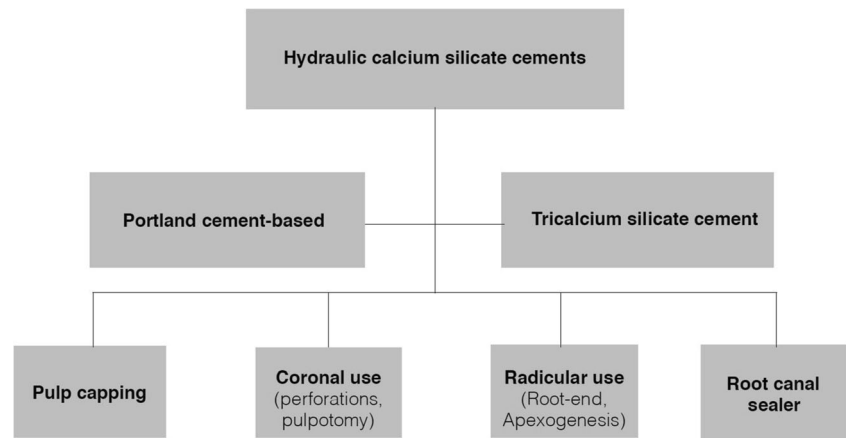 Hydraulic calcium silicate cements
Portland cement-based
Tricalcium silicate cement
Pulp capping
Coronal use
(perforations,
pulpotomy)
Radicular use
(Root-end,
Apexogenesis)
Root canal
sealer